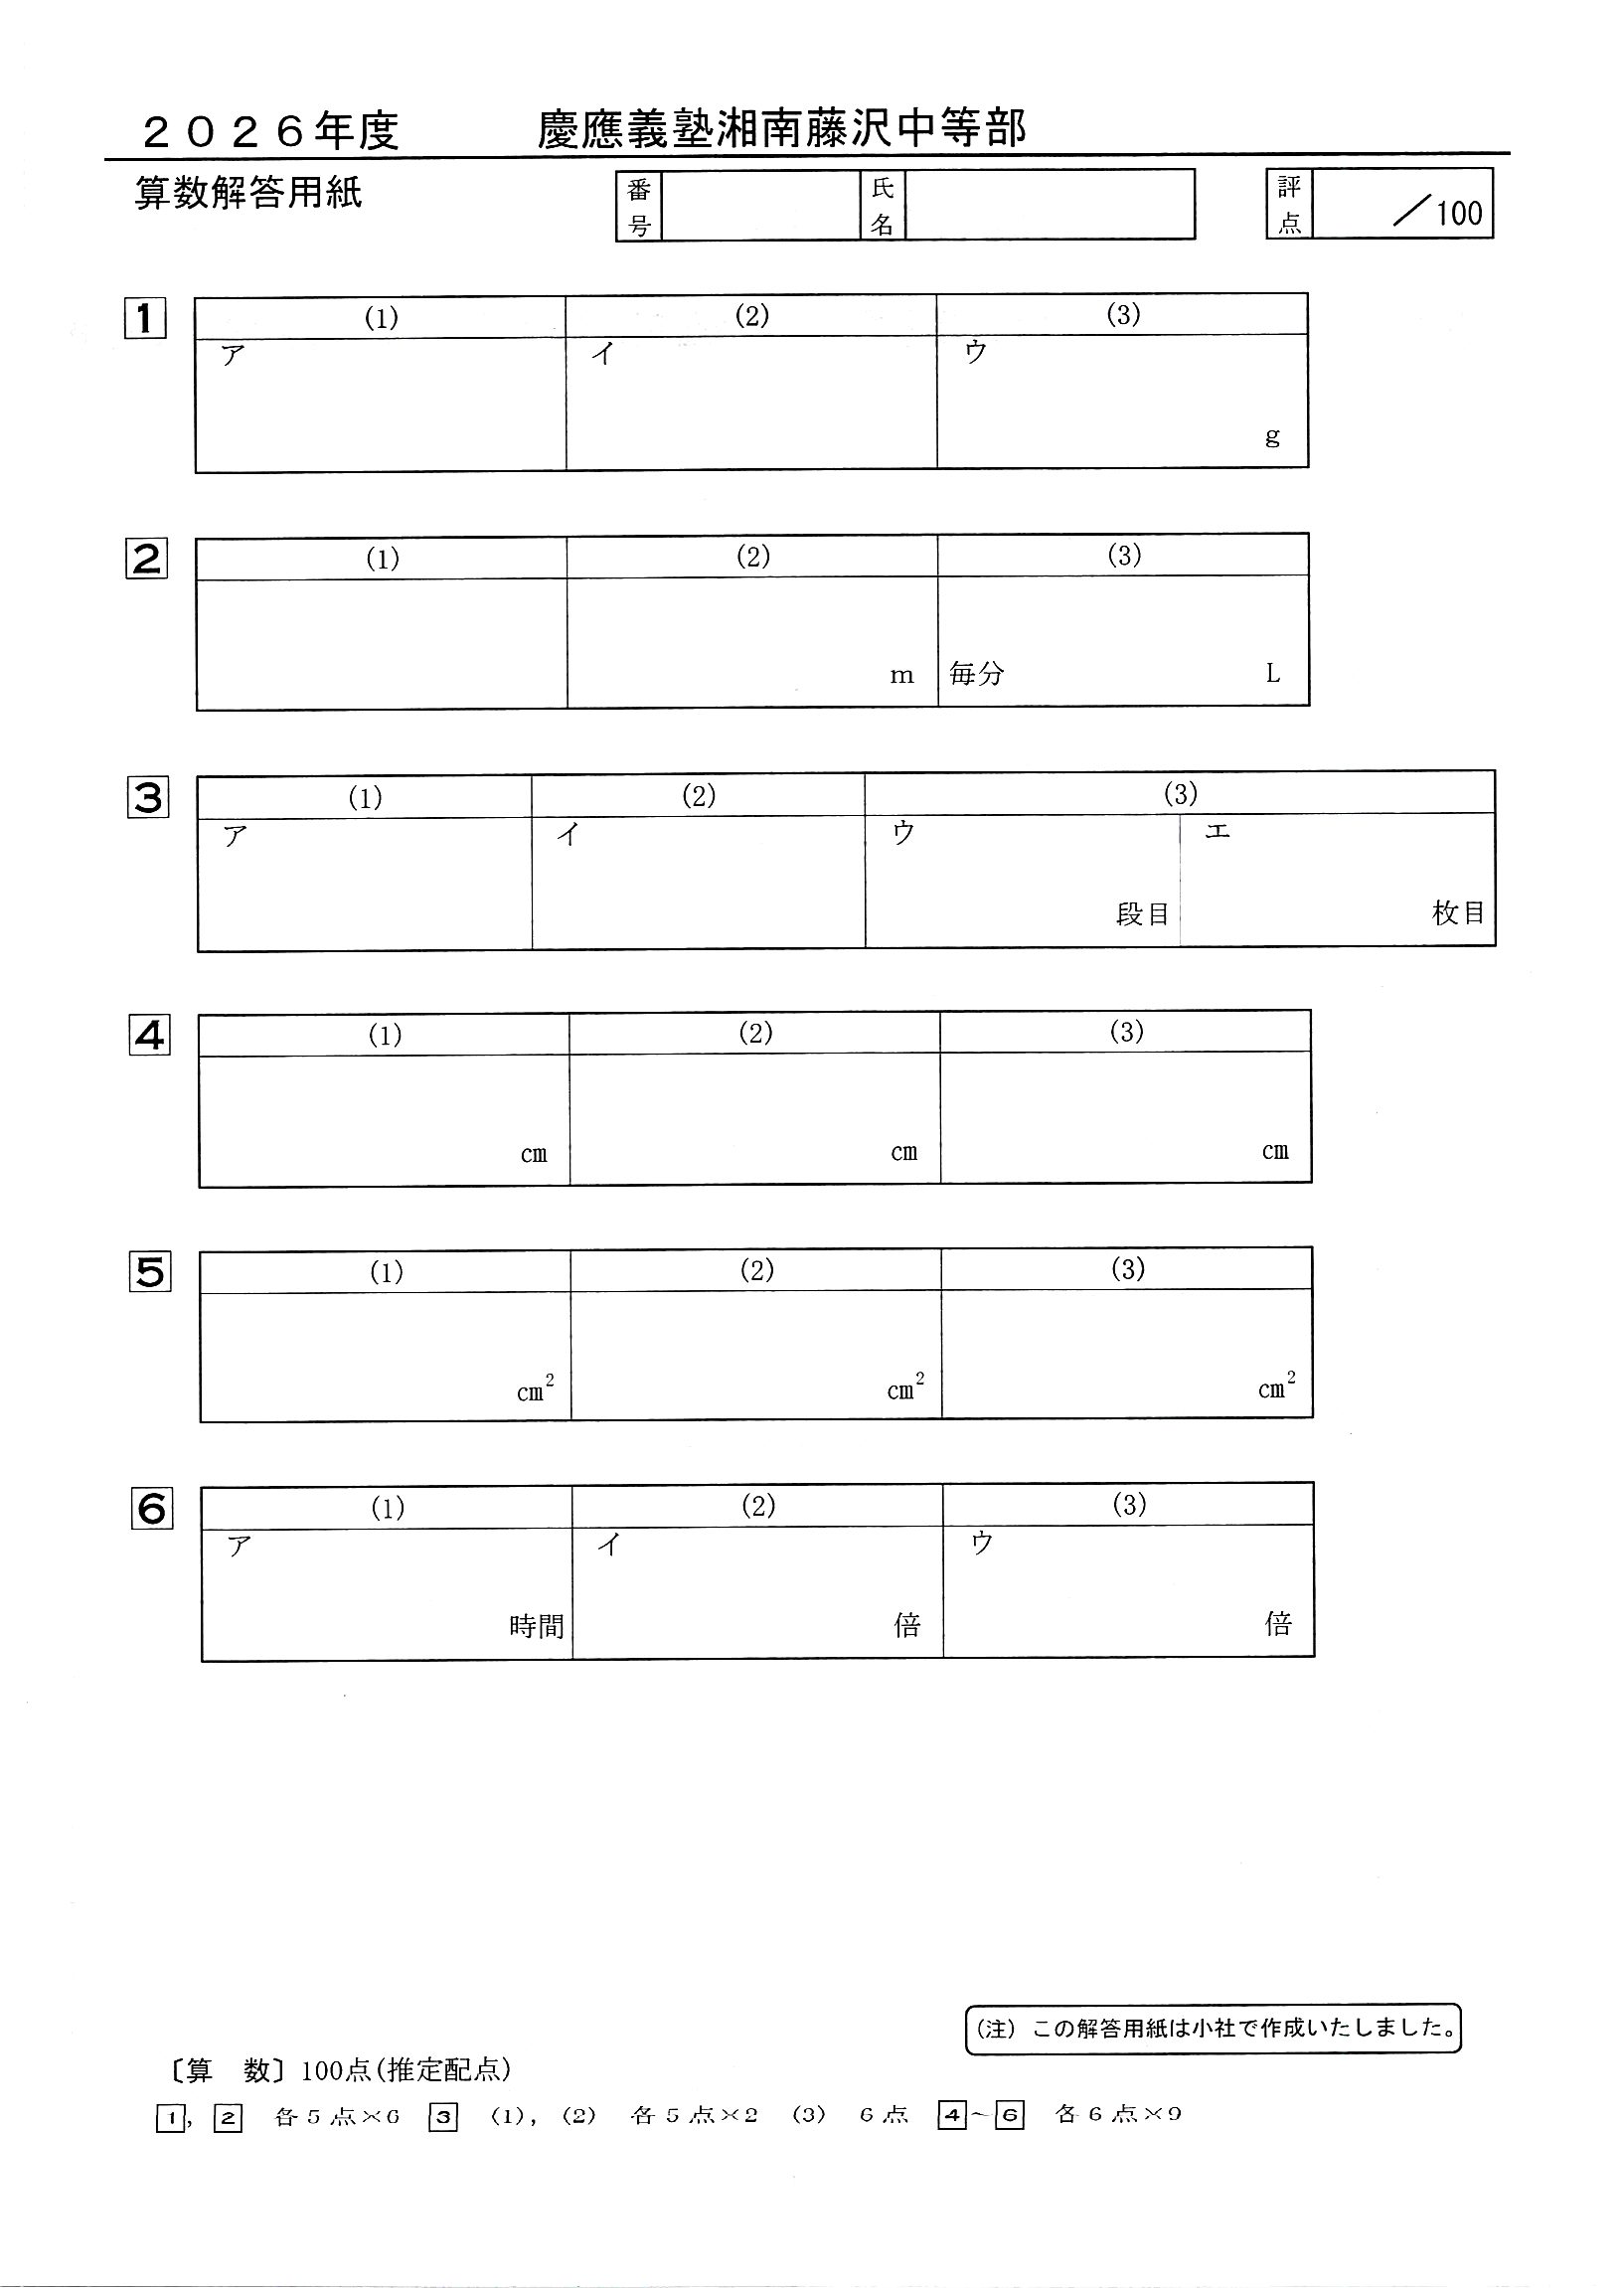 2026年度 慶應義塾湘南藤沢中等部
算数解答用紙 番号 氏名 評点 /100
1 (1) (2) (3)
ア イ ウ
g
2 (1) (2) (3)
m 毎分 L
3 (1) (2) (3)
ア イ ウ エ
段目 枚目
4 (1) (2) (3)
cm cm cm
5 (1) (2) (3)
cm² cm² cm²
6 (1) (2) (3)
ア イ ウ
時間 倍 倍
(注) この解答用紙は小社で作成いたしました。
〔算 数〕100点(推定配点)
1, 2 各5点×6 3 (1), (2) 各5点×2 (3) 6点 4~6 各6点×9